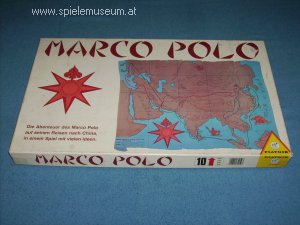 www.spielemuseum.at
MARCO POLO
Die Abenteuer des Marco Polo
auf seinen Reisen nach China
in einem Spiel mit vielen Ideen.
MARCO POLO
10
PIATNIK